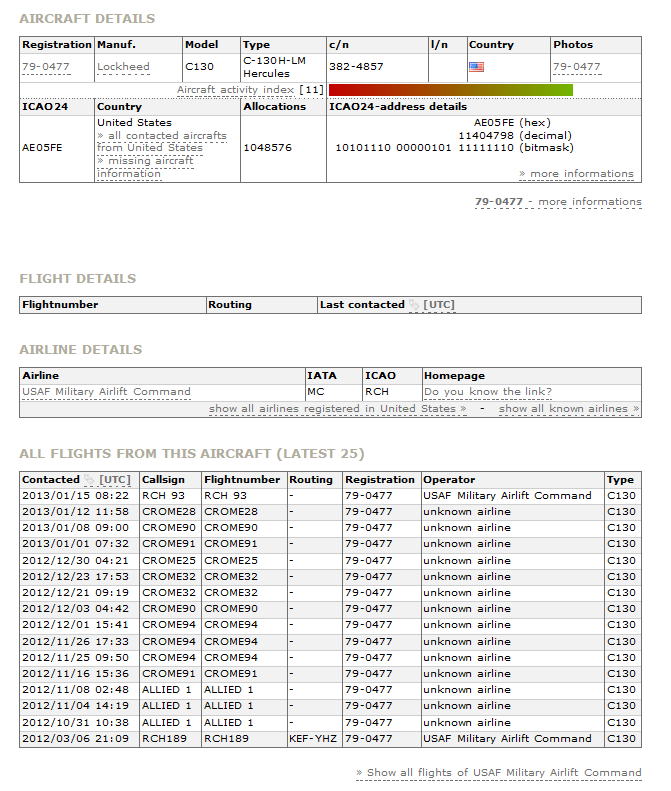 AIRCRAFT DETAILS
Registration Manuf. Model Type c/n l/n Country Photos
79-0477 Lockheed C130 C-130H-LM Hercules 382-4857 79-0477
Aircraft activity index [11]
ICAO24 Country Allocations ICAO24-address details
AE05FE United States 1048576 AE05FE (hex)
» all contacted aircrafts 11404798 (decimal)
from United States 10101110 00000101 11111110 (bitmask)
» missing aircraft
information » more informations
79-0477 - more informations
FLIGHT DETAILS
Flightnumber Routing Last contacted [UTC]
AIRLINE DETAILS
Airline IATA ICAO Homepage
USAF Military Airlift Command MC RCH Do you know the link?
show all airlines registered in United States » - show all known airlines »
ALL FLIGHTS FROM THIS AIRCRAFT (LATEST 25)
Contacted [UTC] Callsign Flightnumber Routing Registration Operator Type
2013/01/15 08:22 RCH 93 RCH 93 - 79-0477 USAF Military Airlift Command C130
2013/01/12 11:58 CROME28 CROME28 - 79-0477 unknown airline C130
2013/01/08 09:00 CROME90 CROME90 - 79-0477 unknown airline C130
2013/01/01 07:32 CROME91 CROME91 - 79-0477 unknown airline C130
2012/12/30 04:21 CROME25 CROME25 - 79-0477 unknown airline C130
2012/12/23 17:53 CROME32 CROME32 - 79-0477 unknown airline C130
2012/12/21 09:19 CROME32 CROME32 - 79-0477 unknown airline C130
2012/12/03 04:42 CROME90 CROME90 - 79-0477 unknown airline C130
2012/12/01 15:41 CROME94 CROME94 - 79-0477 unknown airline C130
2012/11/26 17:33 CROME94 CROME94 - 79-0477 unknown airline C130
2012/11/25 09:50 CROME94 CROME94 - 79-0477 unknown airline C130
2012/11/16 15:36 CROME91 CROME91 - 79-0477 unknown airline C130
2012/11/08 02:48 ALLIED 1 ALLIED 1 - 79-0477 unknown airline C130
2012/11/04 14:19 ALLIED 1 ALLIED 1 - 79-0477 unknown airline C130
2012/10/31 10:38 ALLIED 1 ALLIED 1 - 79-0477 unknown airline C130
2012/03/06 21:09 RCH189 RCH189 KEF-YHZ 79-0477 USAF Military Airlift Command C130
» Show all flights of USAF Military Airlift Command